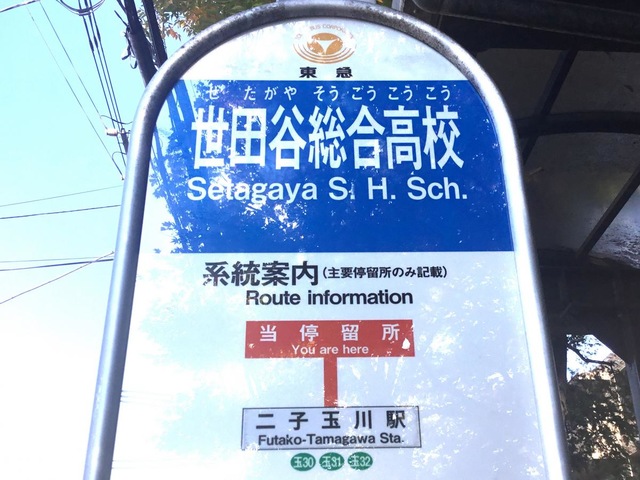 東急
せたがやそうごうこうこう
世田谷総合高校
Setagaya S. H. Sch.
系統案内(主要停留所のみ記載)
Route information
当停留所
You are here
二子玉川駅
Futako-Tamagawa Sta.
玉30 玉31 玉32